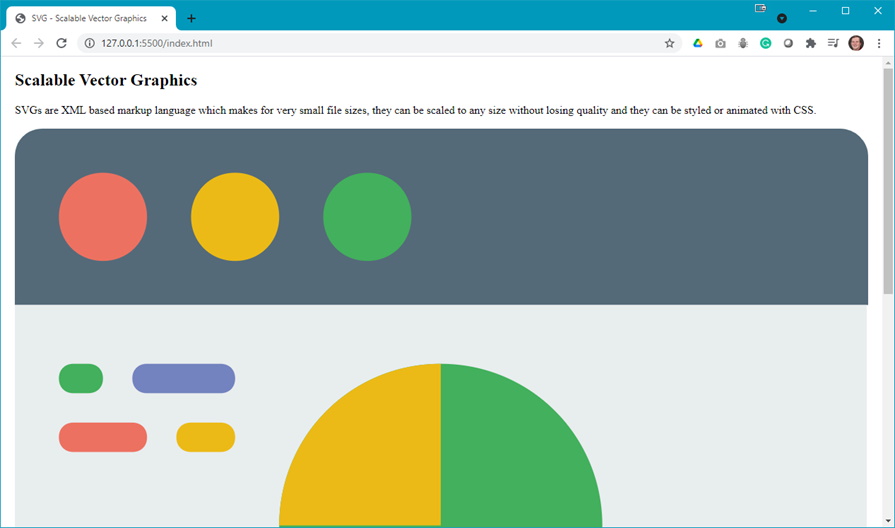 SVG - Scalable Vector Graphics
127.0.0.1:5500/index.html
Scalable Vector Graphics
SVGs are XML based markup language which makes for very small file sizes, they can be scaled to any size without losing quality and they can be styled or animated with CSS.